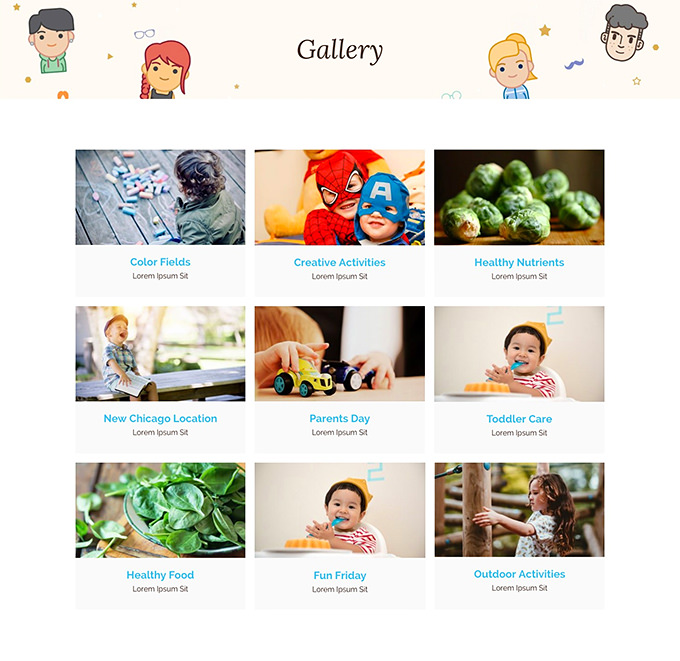 Gallery
A
Color Fields
Lorem Ipsum Sit
Creative Activities
Lorem Ipsum Sit
Healthy Nutrients
Lorem Ipsum Sit
New Chicago Location
Lorem Ipsum Sit
Parents Day
Lorem Ipsum Sit
Toddler Care
Lorem Ipsum Sit
Healthy Food
Lorem Ipsum Sit
Fun Friday
Lorem Ipsum Sit
Outdoor Activities
Lorem Ipsum Sit